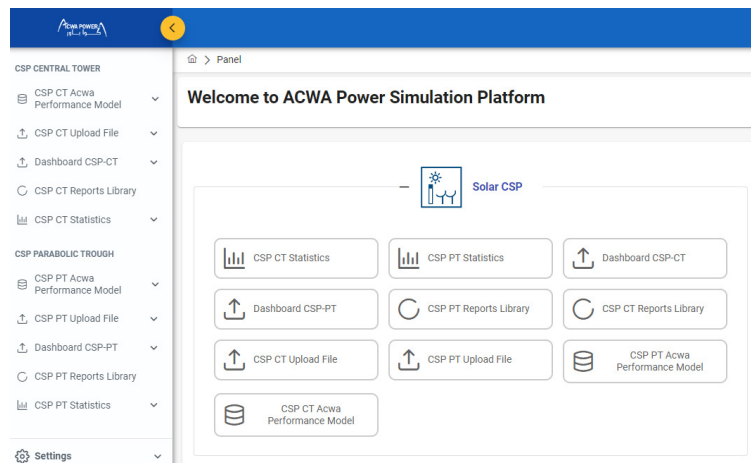 ACWA POWER
أكوا باور
Panel
Welcome to ACWA Power Simulation Platform
CSP CENTRAL TOWER
CSP CT Acwa
Performance Model
CSP CT Upload File
Dashboard CSP-CT
CSP CT Reports Library
CSP CT Statistics
CSP PARABOLIC TROUGH
CSP PT Acwa
Performance Model
CSP PT Upload File
Dashboard CSP-PT
CSP PT Reports Library
CSP PT Statistics
Settings
Solar CSP
CSP CT Statistics
CSP PT Statistics
Dashboard CSP-CT
Dashboard CSP-PT
CSP PT Reports Library
CSP CT Reports Library
CSP CT Upload File
CSP PT Upload File
CSP PT Acwa
Performance Model
CSP CT Acwa
Performance Model